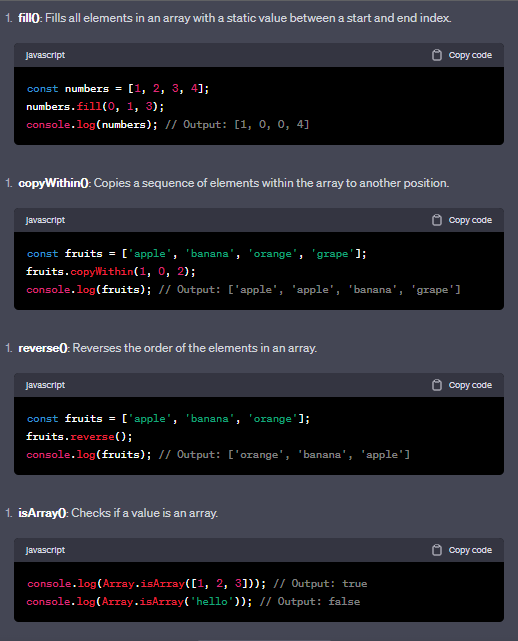 1. fill(): Fills all elements in an array with a static value between a start and end index.
javascript Copy code
const numbers = [1, 2, 3, 4];
numbers.fill(0, 1, 3);
console.log(numbers); // Output: [1, 0, 0, 4]
1. copyWithin(): Copies a sequence of elements within the array to another position.
javascript Copy code
const fruits = ['apple', 'banana', 'orange', 'grape'];
fruits.copyWithin(1, 0, 2);
console.log(fruits); // Output: ['apple', 'apple', 'banana', 'grape']
1. reverse(): Reverses the order of the elements in an array.
javascript Copy code
const fruits = ['apple', 'banana', 'orange'];
fruits.reverse();
console.log(fruits); // Output: ['orange', 'banana', 'apple']
1. isArray(): Checks if a value is an array.
javascript Copy code
console.log(Array.isArray([1, 2, 3])); // Output: true
console.log(Array.isArray('hello')); // Output: false